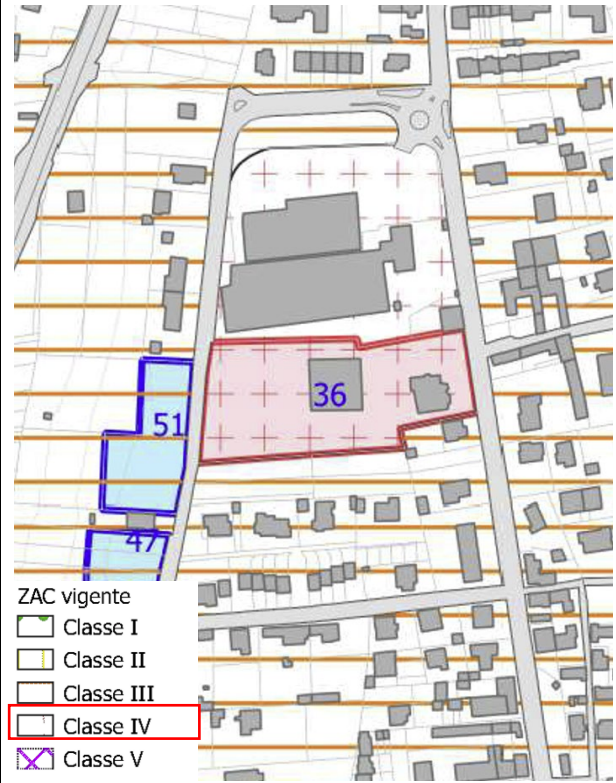 36
51
47
ZAC vigente
Classe I
Classe II
Classe III
Classe IV
Classe V